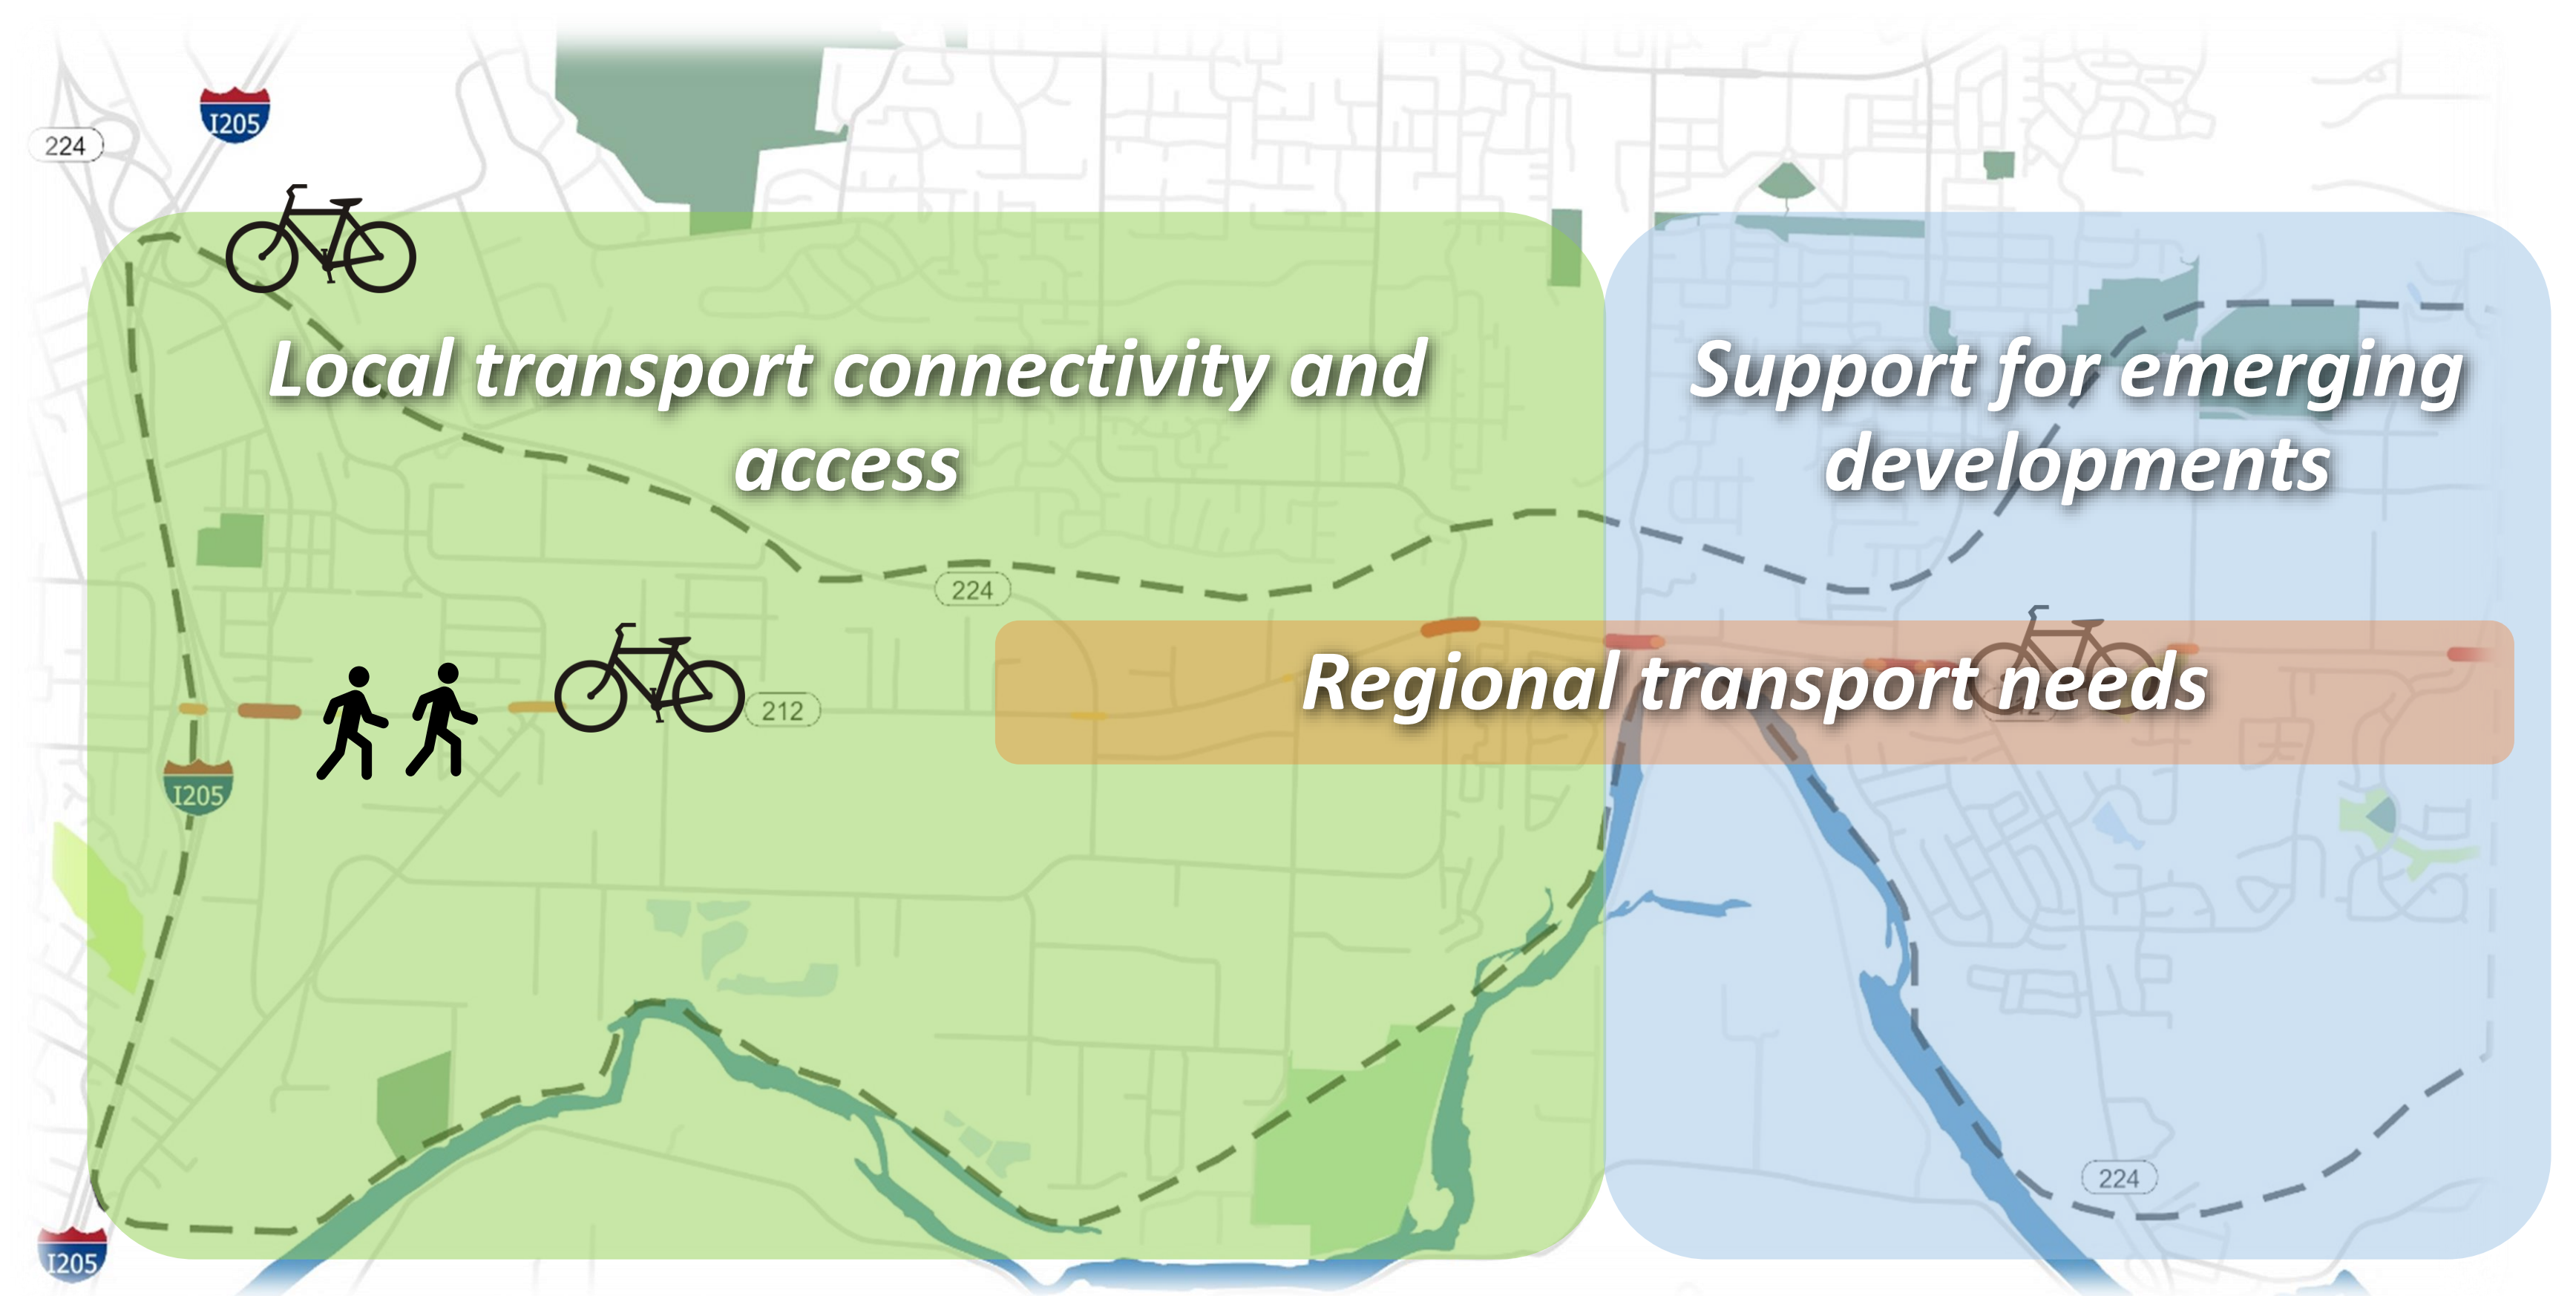 I205
224
Local transport connectivity and
access
Support for emerging
developments
224
Regional transport needs
212
212
I205
224
I205